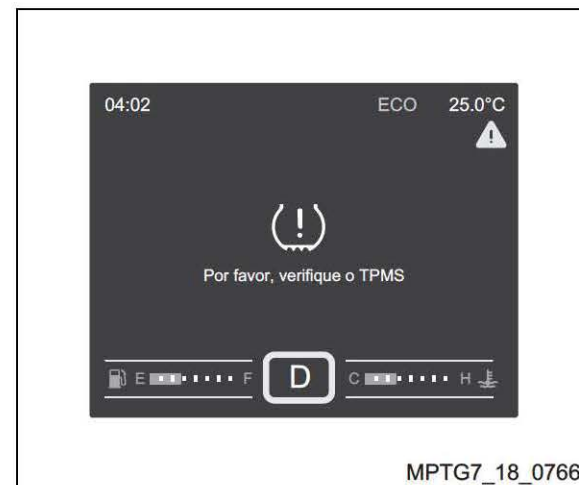 04:02 ECO 25.0°C
Por favor, verifique o TPMS
E F D C H
MPTG7_18_0766